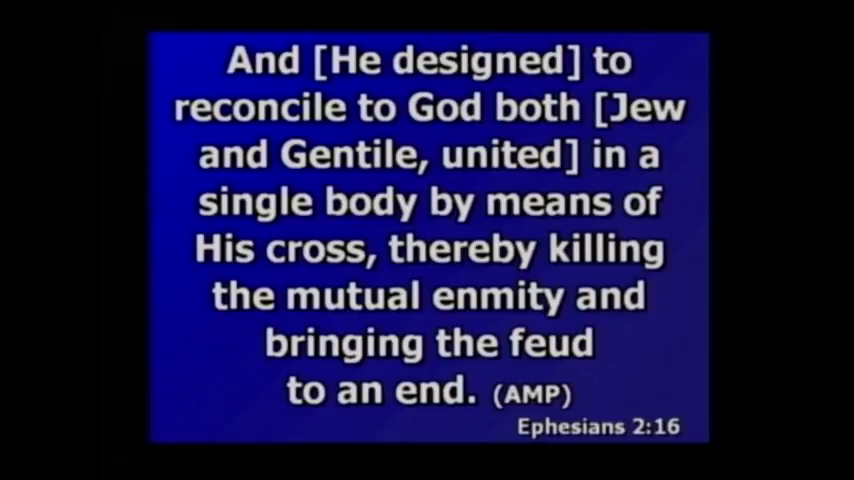 And [He designed] to
reconcile to God both [Jew
and Gentile, united] in a
single body by means of
His cross, thereby killing
the mutual enmity and
bringing the feud
to an end. (AMP)
Ephesians 2:16